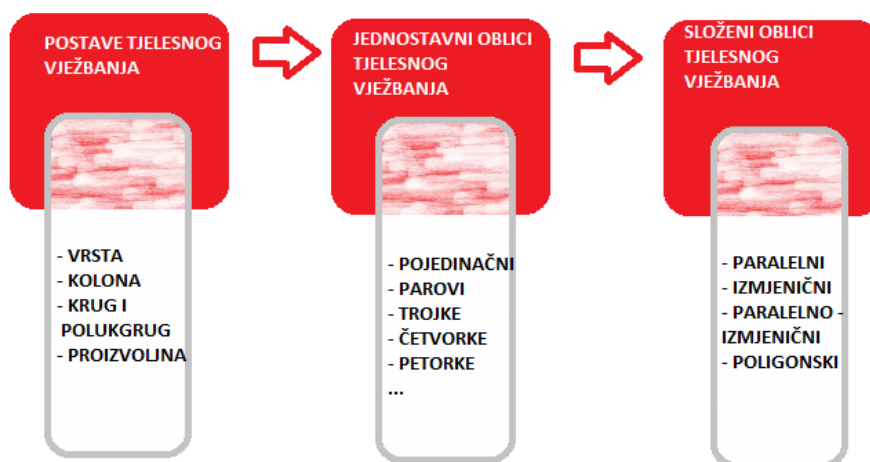 POSTAVE TJELESNOG
VJEŽBANJA
- VRSTA
- KOLONA
- KRUG I
POLUKGRUG
- PROIZVOLJNA
JEDNOSTAVNI OBLICI
TJELESNOG
VJEŽBANJA
- POJEDINAČNI
- PAROVI
- TROJKE
- ČETVORKE
- PETORKE
...
SLOŽENI OBLICI
TJELESNOG
VJEŽBANJA
- PARALELNI
- IZMJENIČNI
- PARALELNO -
IZMJENIČNI
- POLIGONSKI